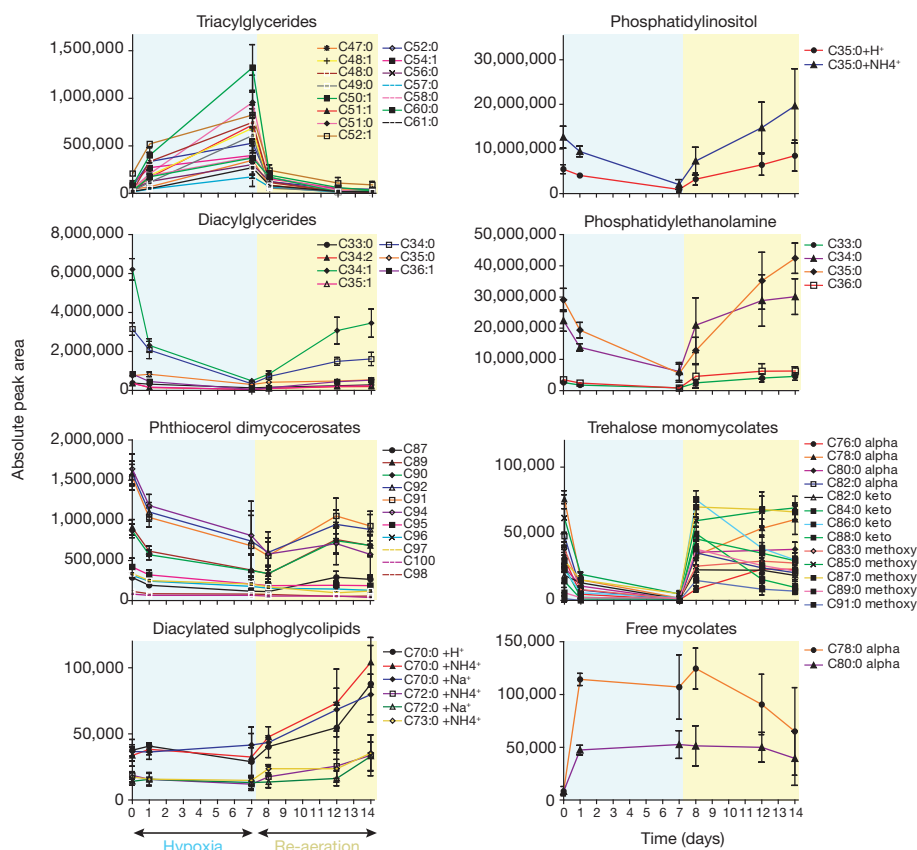 Absolute peak area
Triacylglycerides
1,500,000
1,000,000
500,000
0
C47:0
C48:1
C48:0
C49:0
C50:1
C51:1
C51:0
C52:1
C52:0
C54:1
C56:0
C57:0
C58:0
C60:0
C61:0
Phosphatidylinositol
30,000,000
20,000,000
10,000,000
0
C35:0+H⁺
C35:0+NH4⁺
Diacylglycerides
8,000,000
6,000,000
4,000,000
2,000,000
0
C33:0
C34:2
C34:1
C35:1
C34:0
C35:0
C36:1
Phosphatidylethanolamine
50,000,000
40,000,000
30,000,000
20,000,000
10,000,000
0
C33:0
C34:0
C35:0
C36:0
Phthiocerol dimycocerosates
2,000,000
1,500,000
1,000,000
500,000
0
C87
C89
C90
C92
C91
C94
C95
C96
C97
C100
C98
Trehalose monomycolates
100,000
50,000
0
C76:0 alpha
C78:0 alpha
C80:0 alpha
C82:0 alpha
C82:0 keto
C84:0 keto
C86:0 keto
C88:0 keto
C83:0 methoxy
C85:0 methoxy
C87:0 methoxy
C89:0 methoxy
C91:0 methoxy
Diacylated sulphoglycolipids
100,000
50,000
0
C70:0 +H⁺
C70:0 +NH4⁺
C70:0 +Na⁺
C72:0 +NH4⁺
C72:0 +Na⁺
C73:0 +NH4⁺
0 1 2 3 4 5 6 7 8 9 10 11 12 13 14
Hypoxia Re-aeration
Free mycolates
150,000
100,000
50,000
0
C78:0 alpha
C80:0 alpha
0 1 2 3 4 5 6 7 8 9 10 11 12 13 14
Time (days)